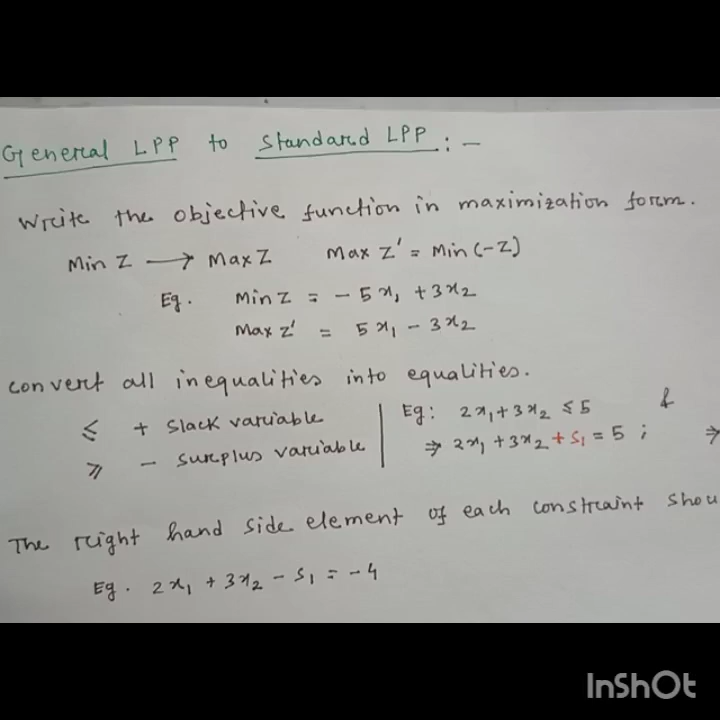 General LPP to Standard LPP :-
Write the objective function in maximization form.
Min Z → Max Z Max Z' = Min (-Z)
Eg. Min Z = -5x₁ + 3x₂
Max Z' = 5x₁ - 3x₂
convert all inequalities into equalities.
≤ + slack variable
≥ - surplus variable
Eg: 2x₁ + 3x₂ ≤ 5 &
⇒ 2x₁ + 3x₂ + s₁ = 5 ; ⇒
The right hand side element of each constraint shou
Eg. 2x₁ + 3x₂ - s₁ = -4
InShOt